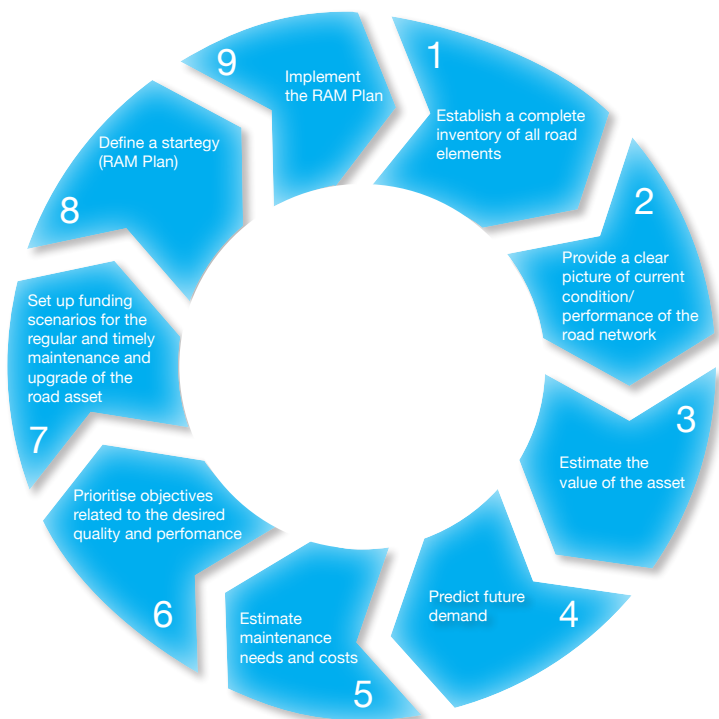 1
Establish a complete
inventory of all road
elements
2
Provide a clear
picture of current
condition/
performance of the
road network
3
Estimate the
value of the asset
4
Predict future
demand
5
Estimate
maintenance
needs and costs
6
Prioritise objectives
related to the desired
quality and perfomance
7
Set up funding
scenarios for the
regular and timely
maintenance and
upgrade of the
road asset
8
Define a startegy
(RAM Plan)
9
Implement
the RAM Plan